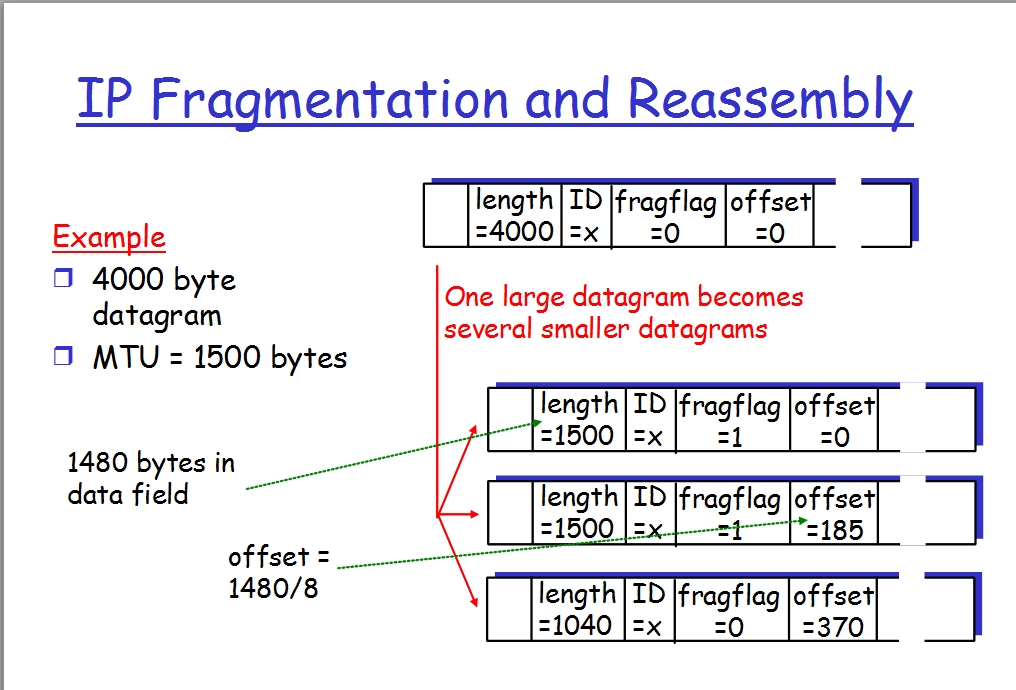 IP Fragmentation and Reassembly
Example
4000 byte
datagram
MTU = 1500 bytes
length ID fragflag offset
=4000 =x =0 =0
One large datagram becomes
several smaller datagrams
length ID fragflag offset
=1500 =x =1 =0
1480 bytes in
data field
length ID fragflag offset
=1500 =x =1 =185
offset =
1480/8
length ID fragflag offset
=1040 =x =0 =370